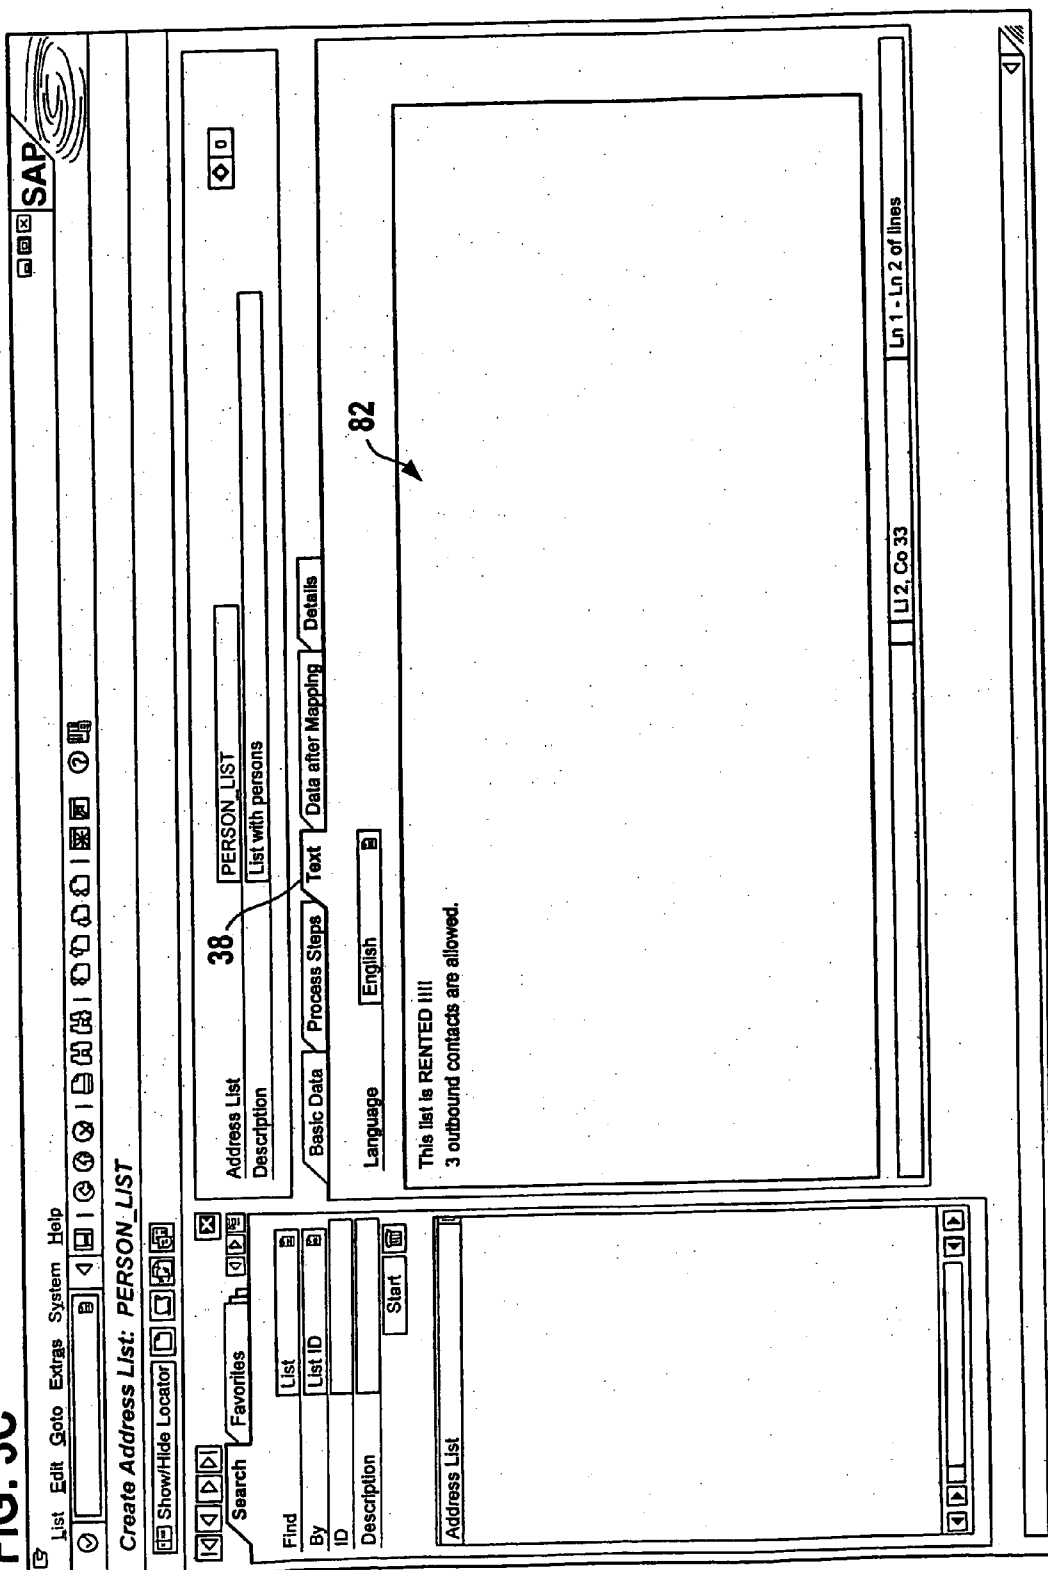 SAP
List Edit Goto Extras System Help
Create Address List: PERSON_LIST
Show/Hide Locator
Search Favorites
Find List
By List ID
ID
Description
Start
Address List
Address List PERSON_LIST
Description List with persons
0
38
Basic Data Process Steps Text Data after Mapping Details
Language English
82
This list is RENTED !!!!
3 outbound contacts are allowed.
LI 2, Co 33 Ln 1 - Ln 2 of lines